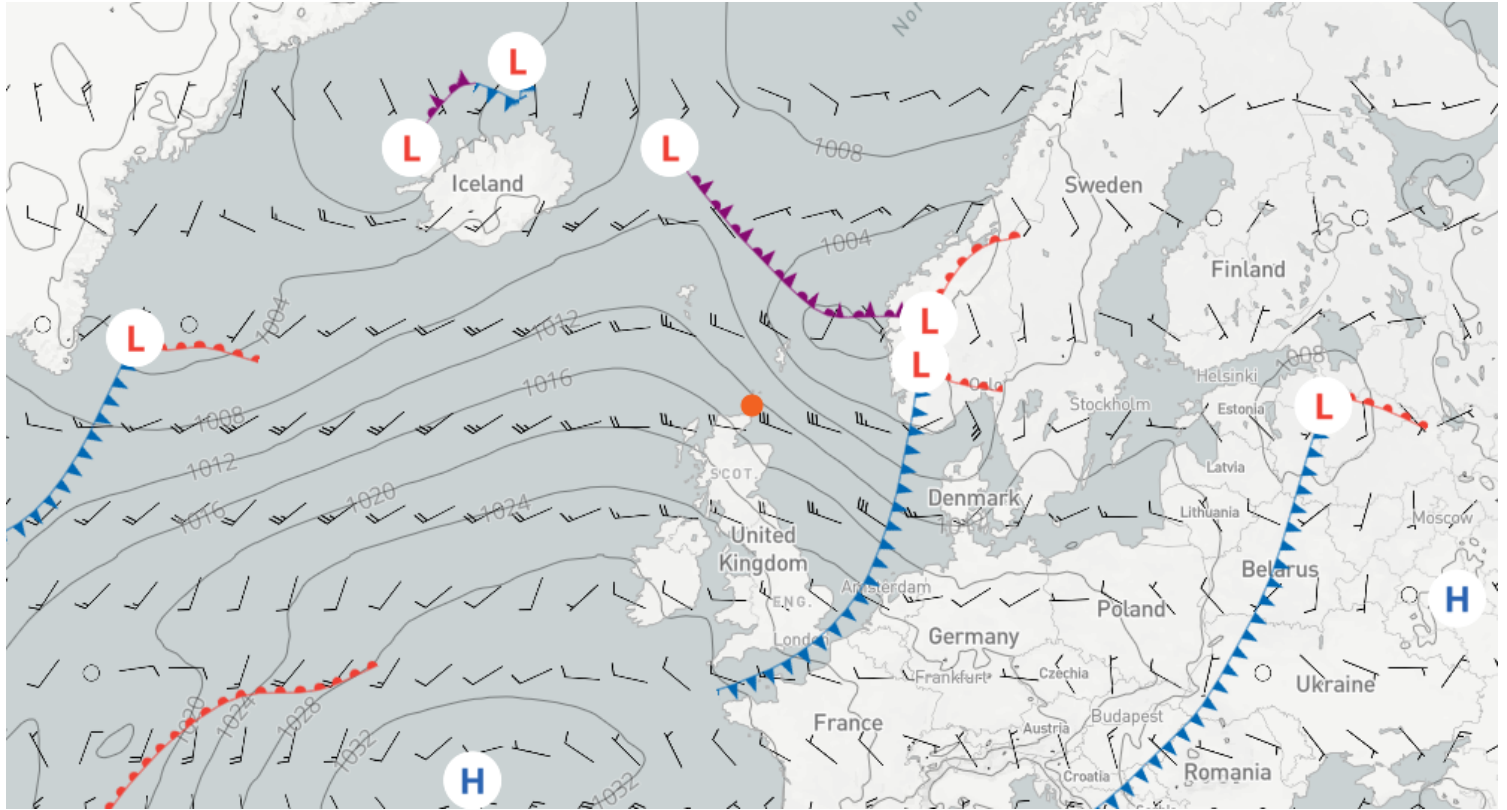 Nor
L
L
L
1008
Iceland
Sweden
1004
Finland
L
1004
L
1012
L
1008
1016
Oslo
Helsinki
L
Stockholm
Estonia
1008
1012
SCOT.
Latvia
1020
1016
1024
Denmark
Lithuania
Moscow
United
Kingdom
Amsterdam
Belarus
H
ENG.
Poland
London
Germany
Frankfurt
Czechia
Ukraine
1020
1024
1028
France
Budapest
Austria
1032
H
Croatia
Romania
1032